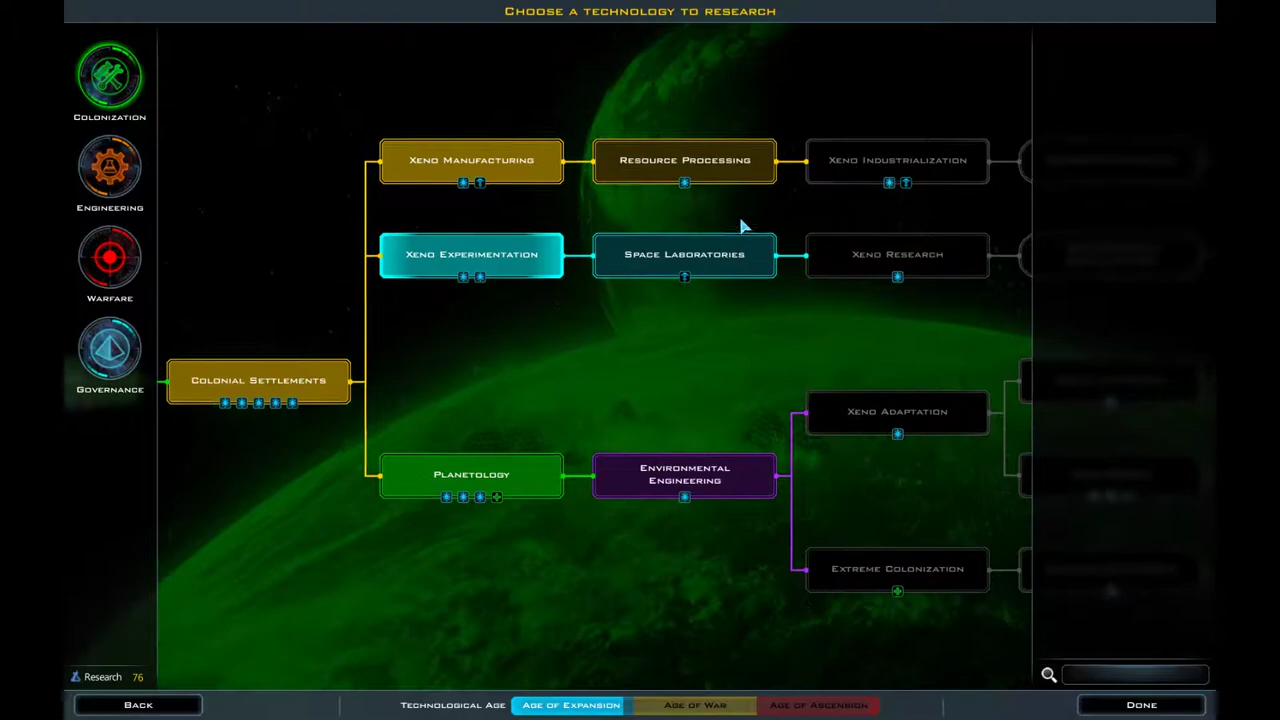 Choose a technology to research
Colonization
Engineering
Warfare
Governance
Xeno Manufacturing
Resource Processing
Xeno Industrialization
Xeno Experimentation
Space Laboratories
Xeno Research
Colonial Settlements
Xeno Adaptation
Planetology
Environmental
Engineering
Extreme Colonization
Research 76
Back
Technological Age
Age of Expansion
Age of War
Age of Ascension
Done